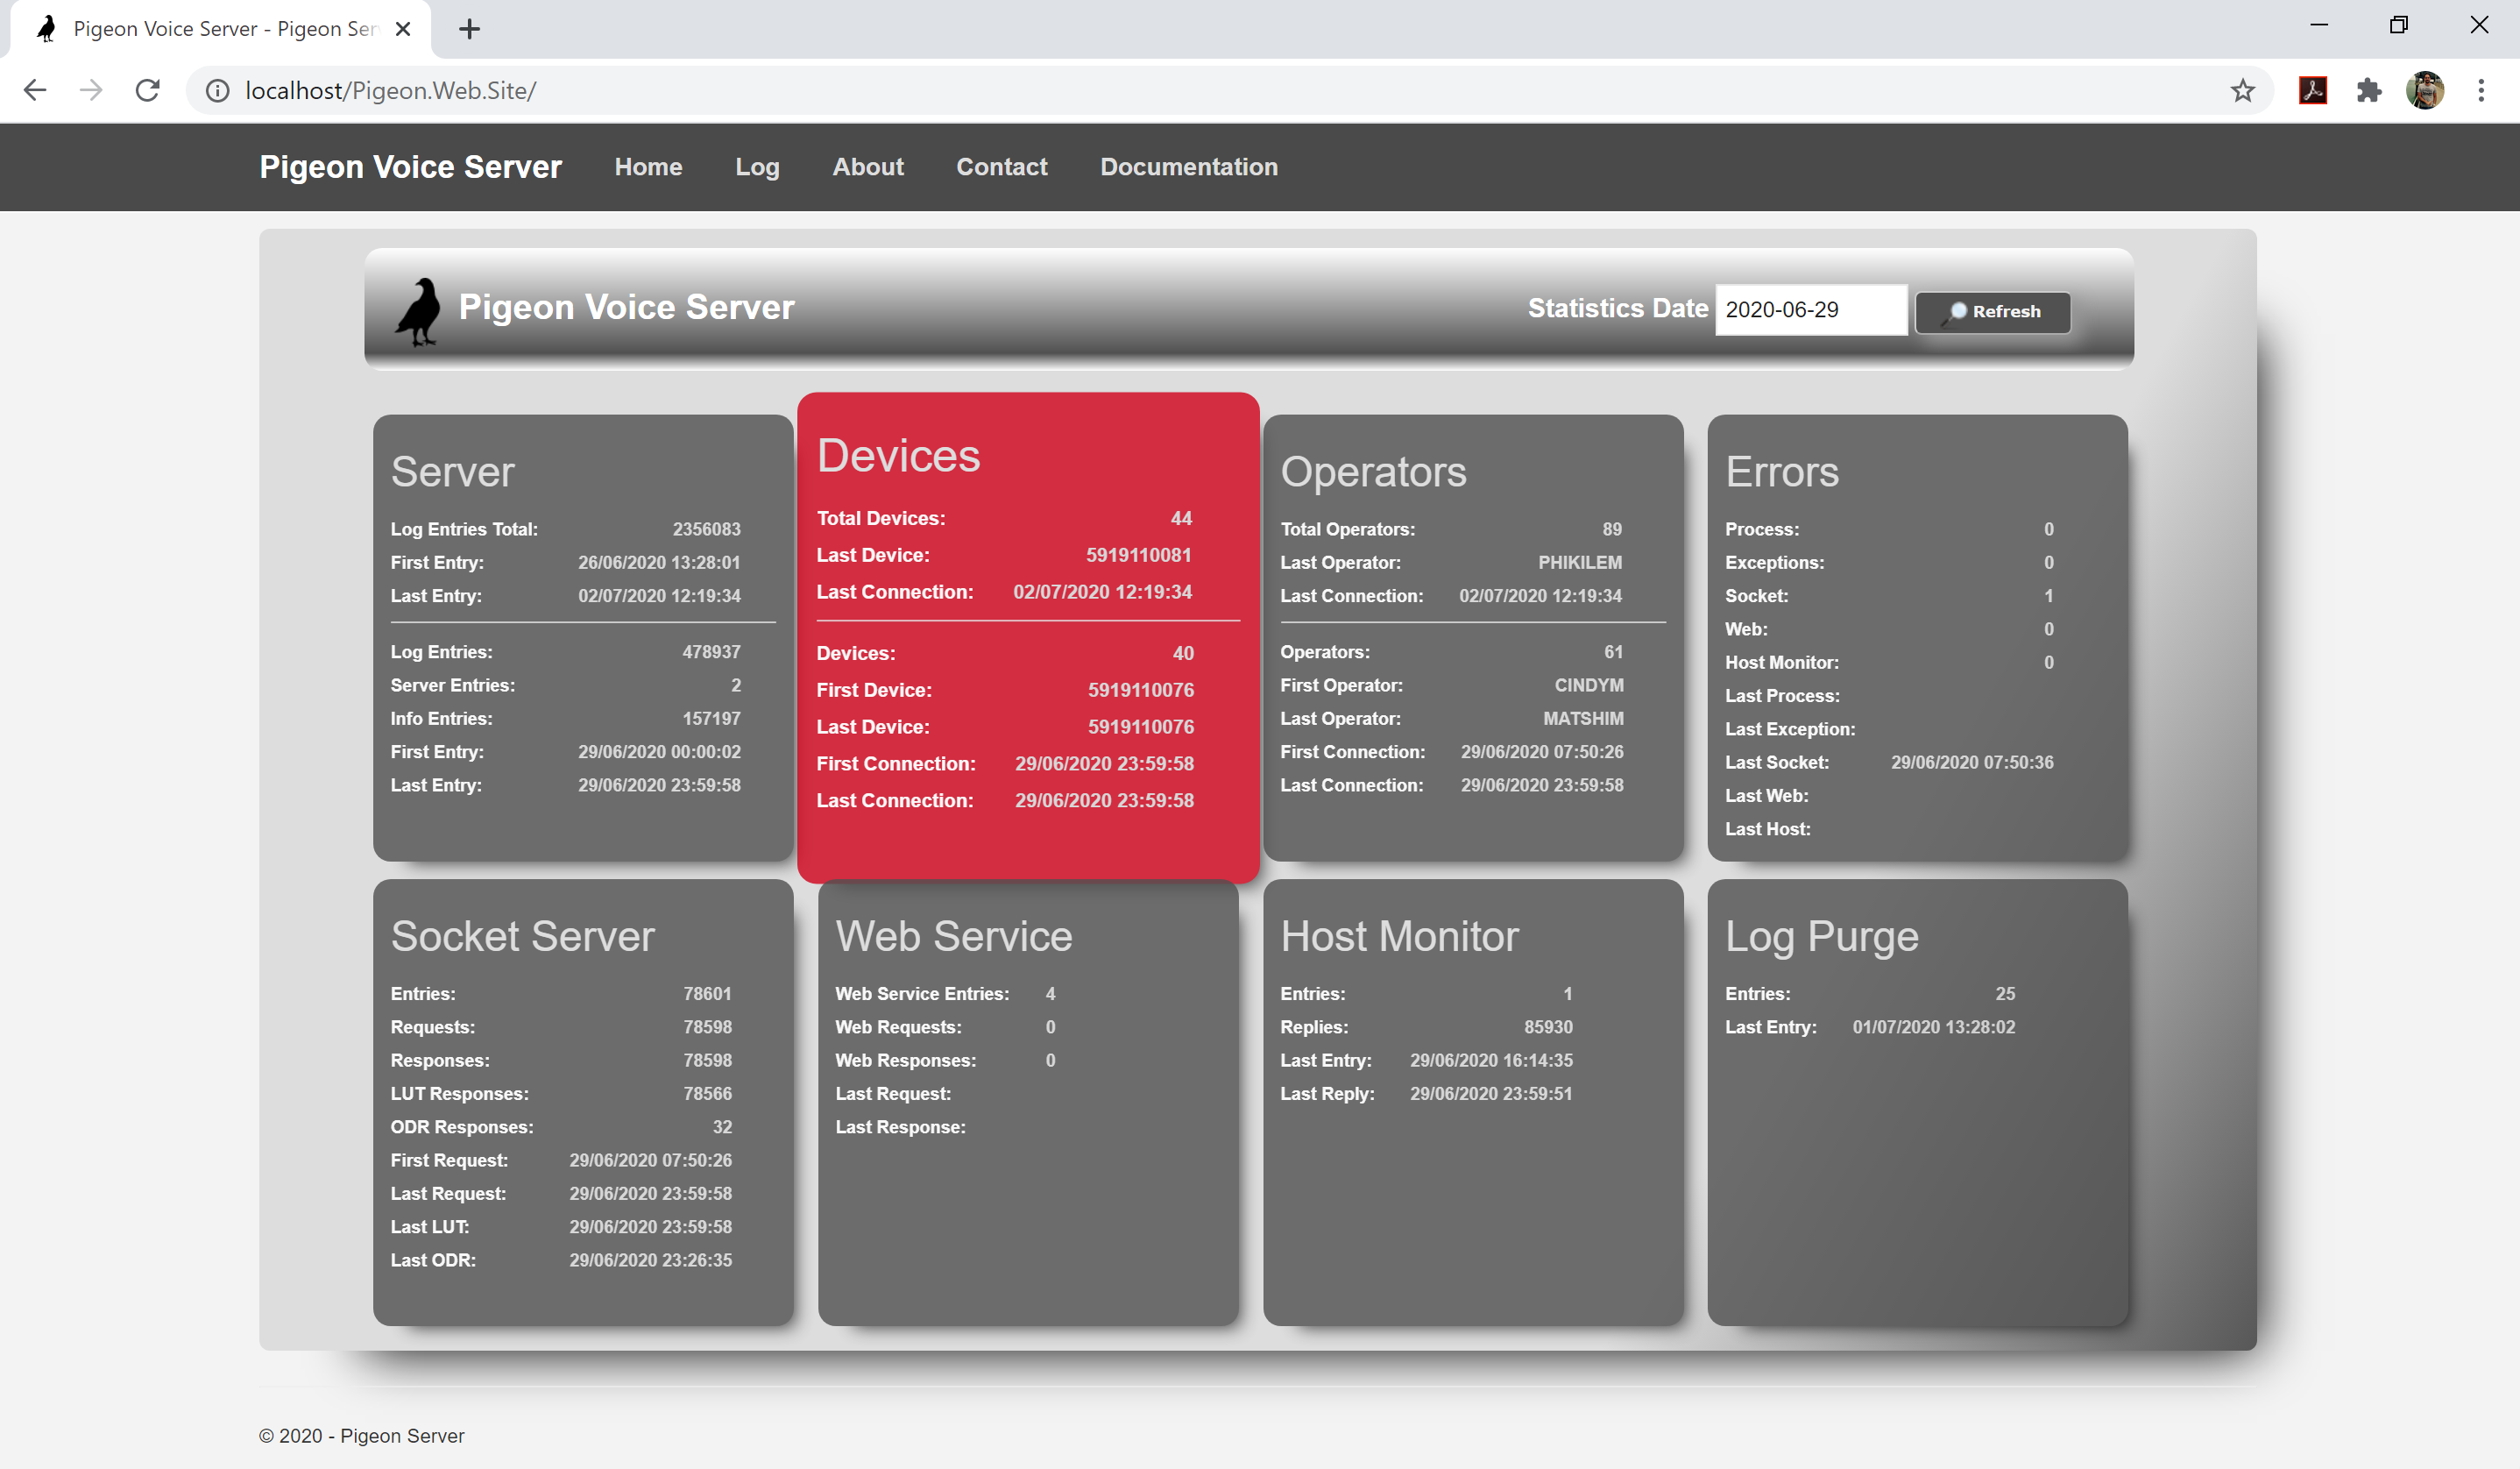 Pigeon Voice Server - Pigeon Ser
localhost/Pigeon.Web.Site/
Pigeon Voice Server Home Log About Contact Documentation
Pigeon Voice Server Statistics Date 2020-06-29 Refresh
Server
Log Entries Total: 2356083
First Entry: 26/06/2020 13:28:01
Last Entry: 02/07/2020 12:19:34
Log Entries: 478937
Server Entries: 2
Info Entries: 157197
First Entry: 29/06/2020 00:00:02
Last Entry: 29/06/2020 23:59:58
Devices
Total Devices: 44
Last Device: 5919110081
Last Connection: 02/07/2020 12:19:34
Devices: 40
First Device: 5919110076
Last Device: 5919110076
First Connection: 29/06/2020 23:59:58
Last Connection: 29/06/2020 23:59:58
Operators
Total Operators: 89
Last Operator: PHIKILEM
Last Connection: 02/07/2020 12:19:34
Operators: 61
First Operator: CINDYM
Last Operator: MATSHIM
First Connection: 29/06/2020 07:50:26
Last Connection: 29/06/2020 23:59:58
Errors
Process: 0
Exceptions: 0
Socket: 1
Web: 0
Host Monitor: 0
Last Process:
Last Exception:
Last Socket: 29/06/2020 07:50:36
Last Web:
Last Host:
Socket Server
Entries: 78601
Requests: 78598
Responses: 78598
LUT Responses: 78566
ODR Responses: 32
First Request: 29/06/2020 07:50:26
Last Request: 29/06/2020 23:59:58
Last LUT: 29/06/2020 23:59:58
Last ODR: 29/06/2020 23:26:35
Web Service
Web Service Entries: 4
Web Requests: 0
Web Responses: 0
Last Request:
Last Response:
Host Monitor
Entries: 1
Replies: 85930
Last Entry: 29/06/2020 16:14:35
Last Reply: 29/06/2020 23:59:51
Log Purge
Entries: 25
Last Entry: 01/07/2020 13:28:02
© 2020 - Pigeon Server